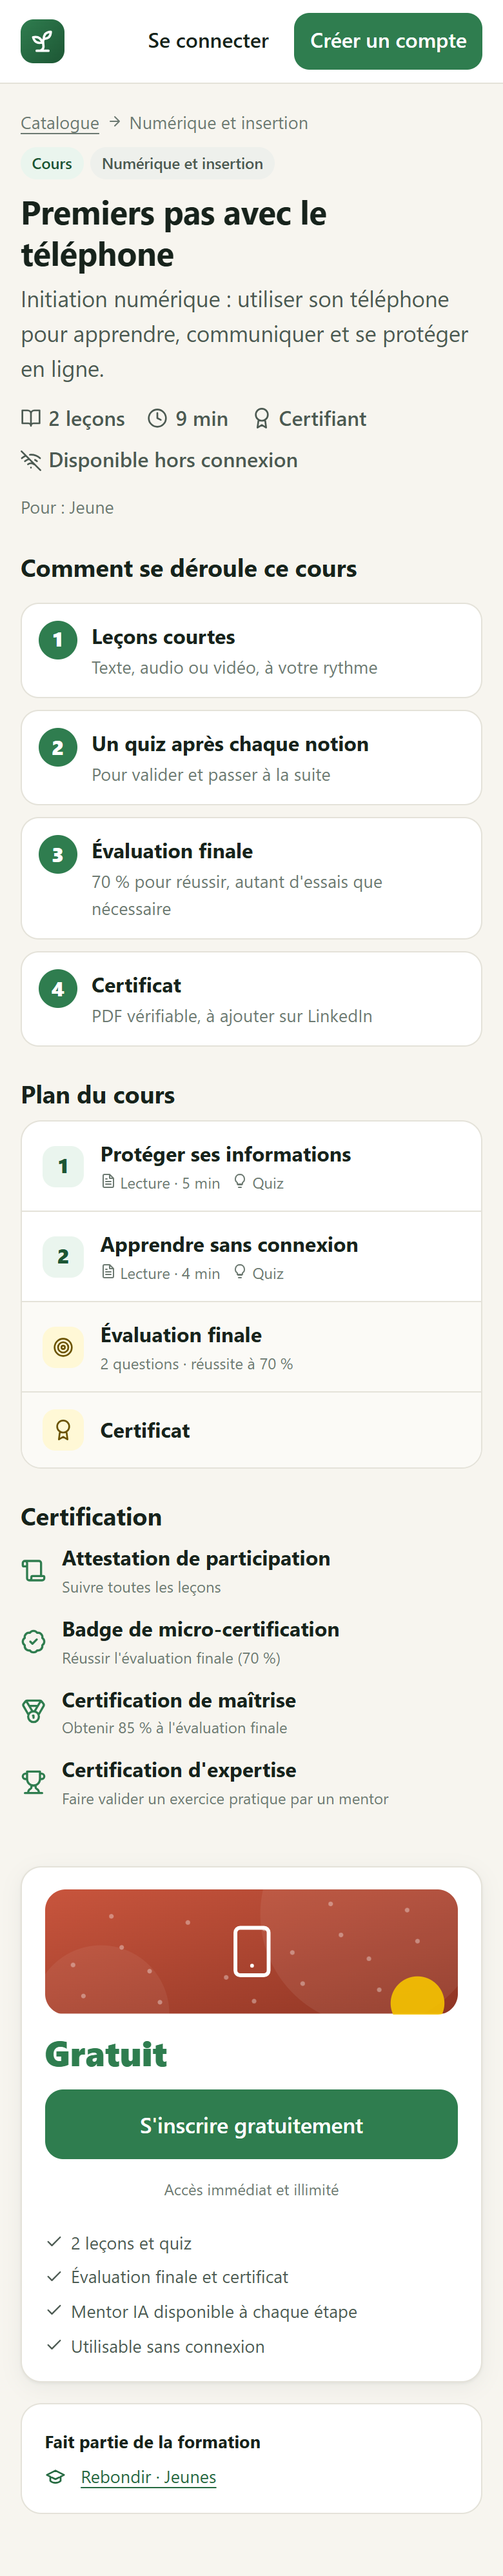 Se connecter
Créer un compte
Catalogue → Numérique et insertion
Cours
Numérique et insertion
Premiers pas avec le
téléphone
Initiation numérique : utiliser son téléphone
pour apprendre, communiquer et se protéger
en ligne.
2 leçons 9 min Certifiant
Disponible hors connexion
Pour : Jeune
Comment se déroule ce cours
1 Leçons courtes
Texte, audio ou vidéo, à votre rythme
2 Un quiz après chaque notion
Pour valider et passer à la suite
3 Évaluation finale
70 % pour réussir, autant d'essais que
nécessaire
4 Certificat
PDF vérifiable, à ajouter sur LinkedIn
Plan du cours
1 Protéger ses informations
Lecture · 5 min Quiz
2 Apprendre sans connexion
Lecture · 4 min Quiz
Évaluation finale
2 questions · réussite à 70 %
Certificat
Certification
Attestation de participation
Suivre toutes les leçons
Badge de micro-certification
Réussir l'évaluation finale (70 %)
Certification de maîtrise
Obtenir 85 % à l'évaluation finale
Certification d'expertise
Faire valider un exercice pratique par un mentor
Gratuit
S'inscrire gratuitement
Accès immédiat et illimité
2 leçons et quiz
Évaluation finale et certificat
Mentor IA disponible à chaque étape
Utilisable sans connexion
Fait partie de la formation
Rebondir · Jeunes